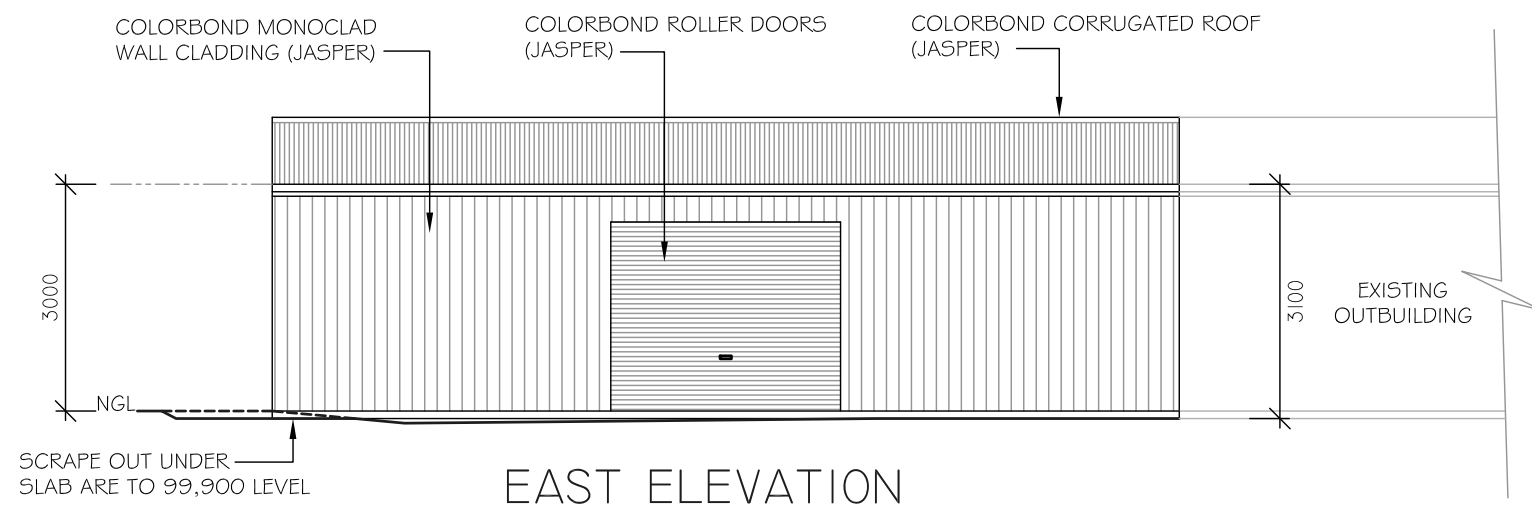 COLORBOND MONOCLAD
WALL CLADDING (JASPER)
COLORBOND ROLLER DOORS
(JASPER)
COLORBOND CORRUGATED ROOF
(JASPER)
3000
3100
EXISTING
OUTBUILDING
NGL
SCRAPE OUT UNDER
SLAB ARE TO 99,900 LEVEL
EAST ELEVATION